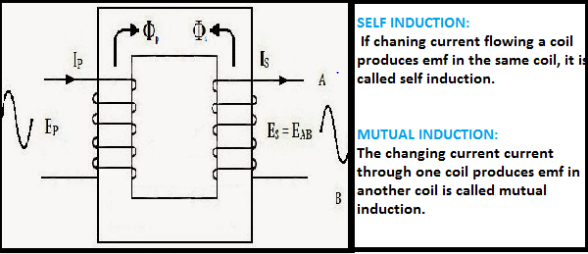 Φₚ Φₛ
Iₚ Iₛ
A
Eₚ Eₛ = E_AB
B
SELF INDUCTION:
If chaning current flowing a coil
produces emf in the same coil, it is
called self induction.
MUTUAL INDUCTION:
The changing current current
through one coil produces emf in
another coil is called mutual
induction.